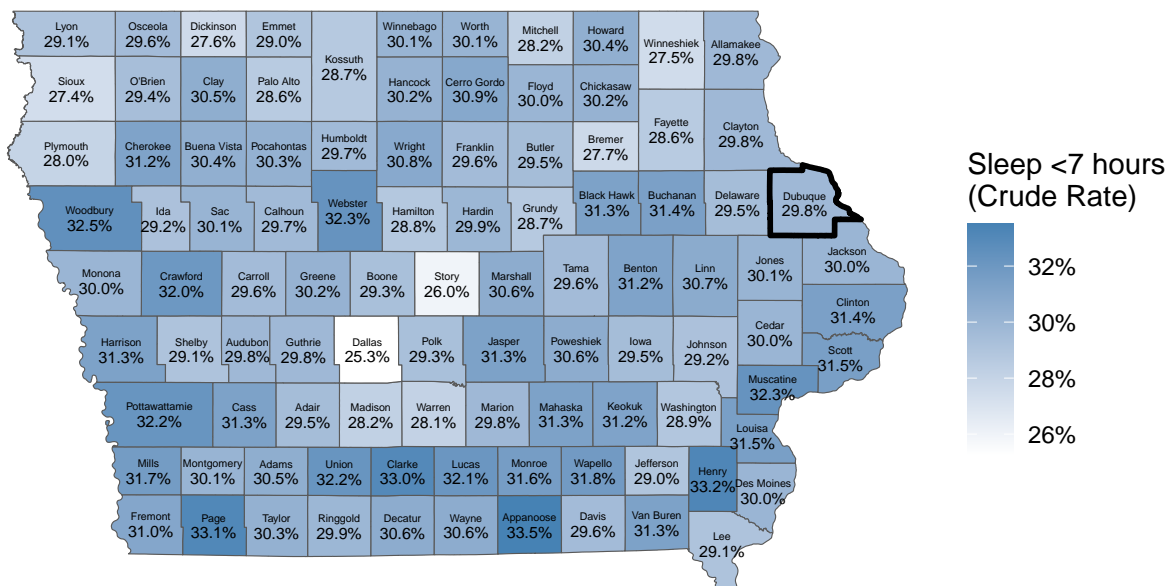 Lyon
29.1%
Osceola
29.6%
Dickinson
27.6%
Emmet
29.0%
Kossuth
28.7%
Winnebago
30.1%
Worth
30.1%
Mitchell
28.2%
Howard
30.4%
Winneshiek
27.5%
Allamakee
29.8%
Sioux
27.4%
O'Brien
29.4%
Clay
30.5%
Palo Alto
28.6%
Hancock
30.2%
Cerro Gordo
30.9%
Floyd
30.0%
Chickasaw
30.2%
Fayette
28.6%
Clayton
29.8%
Plymouth
28.0%
Cherokee
31.2%
Buena Vista
30.4%
Pocahontas
30.3%
Humboldt
29.7%
Wright
30.8%
Franklin
29.6%
Butler
29.5%
Bremer
27.7%
Woodbury
32.5%
Ida
29.2%
Sac
30.1%
Calhoun
29.7%
Webster
32.3%
Hamilton
28.8%
Hardin
29.9%
Grundy
28.7%
Black Hawk
31.3%
Buchanan
31.4%
Delaware
29.5%
Dubuque
29.8%
Monona
30.0%
Crawford
32.0%
Carroll
29.6%
Greene
30.2%
Boone
29.3%
Story
26.0%
Marshall
30.6%
Tama
29.6%
Benton
31.2%
Linn
30.7%
Jones
30.1%
Jackson
30.0%
Clinton
31.4%
Harrison
31.3%
Shelby
29.1%
Audubon
29.8%
Guthrie
29.8%
Dallas
25.3%
Polk
29.3%
Jasper
31.3%
Poweshiek
30.6%
Iowa
29.5%
Johnson
29.2%
Cedar
30.0%
Scott
31.5%
Muscatine
32.3%
Pottawattamie
32.2%
Cass
31.3%
Adair
29.5%
Madison
28.2%
Warren
28.1%
Marion
29.8%
Mahaska
31.3%
Keokuk
31.2%
Washington
28.9%
Louisa
31.5%
Mills
31.7%
Montgomery
30.1%
Adams
30.5%
Union
32.2%
Clarke
33.0%
Lucas
32.1%
Monroe
31.6%
Wapello
31.8%
Jefferson
29.0%
Henry
33.2%
Des Moines
30.0%
Fremont
31.0%
Page
33.1%
Taylor
30.3%
Ringgold
29.9%
Decatur
30.6%
Wayne
30.6%
Appanoose
33.5%
Davis
29.6%
Van Buren
31.3%
Lee
29.1%
Sleep <7 hours
(Crude Rate)
32%
30%
28%
26%